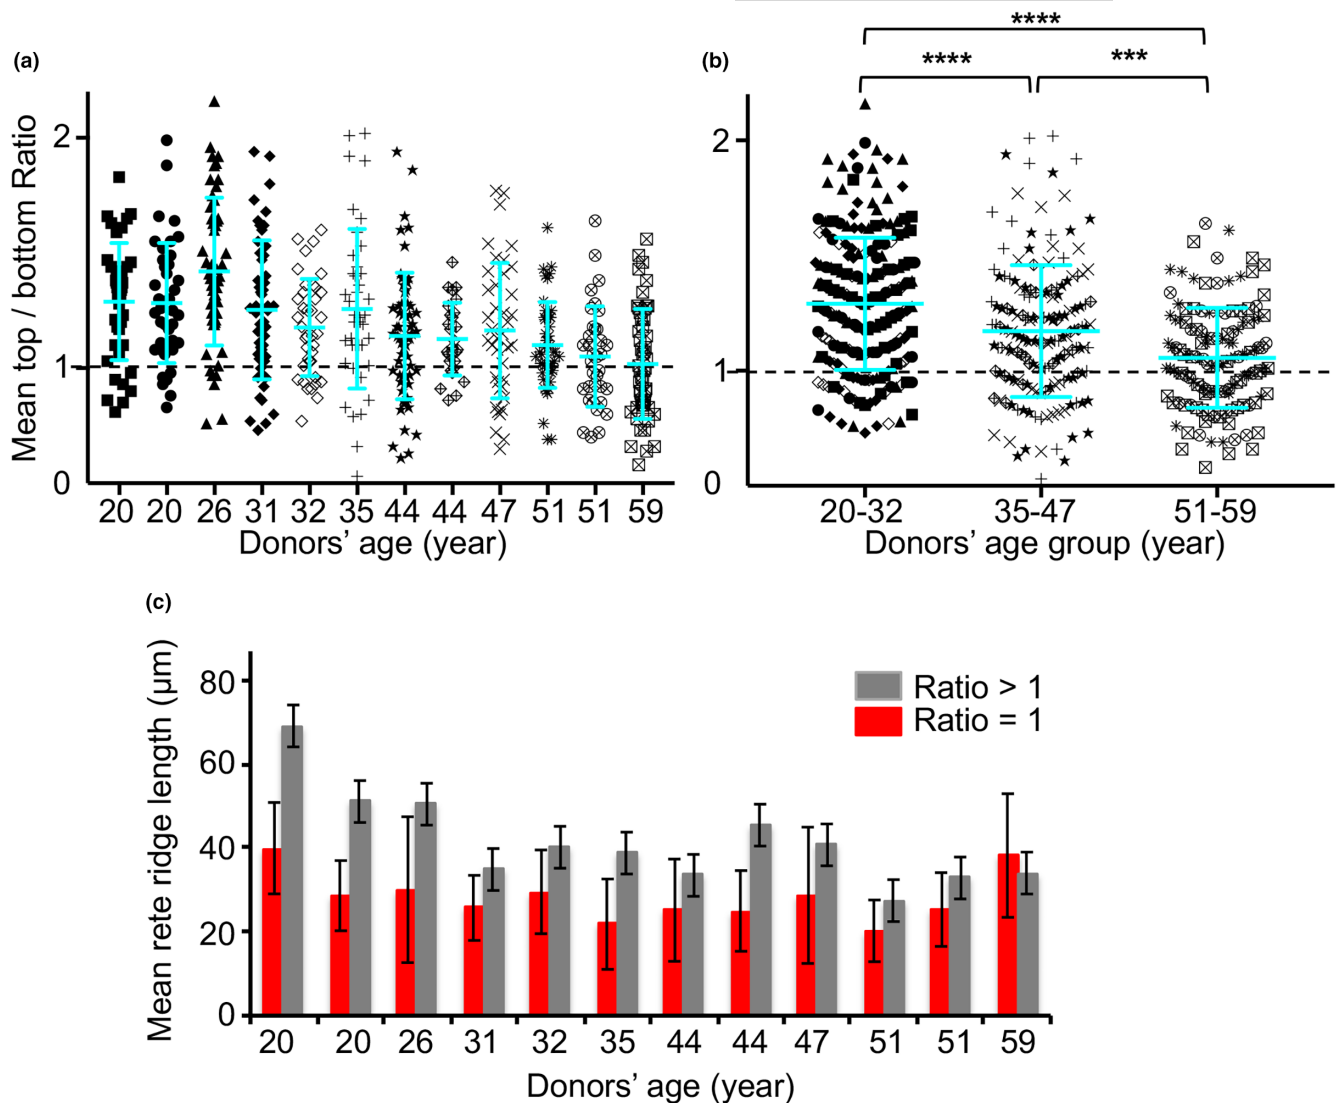 (a)
Mean top / bottom Ratio
2
1
0
20 20 26 31 32 35 44 44 47 51 51 59
Donors' age (year)
(b)
****
**** ***
2
1
0
20-32 35-47 51-59
Donors' age group (year)
(c)
Mean rete ridge length (µm)
80
60
40
20
0
Ratio > 1
Ratio = 1
20 20 26 31 32 35 44 44 47 51 51 59
Donors' age (year)